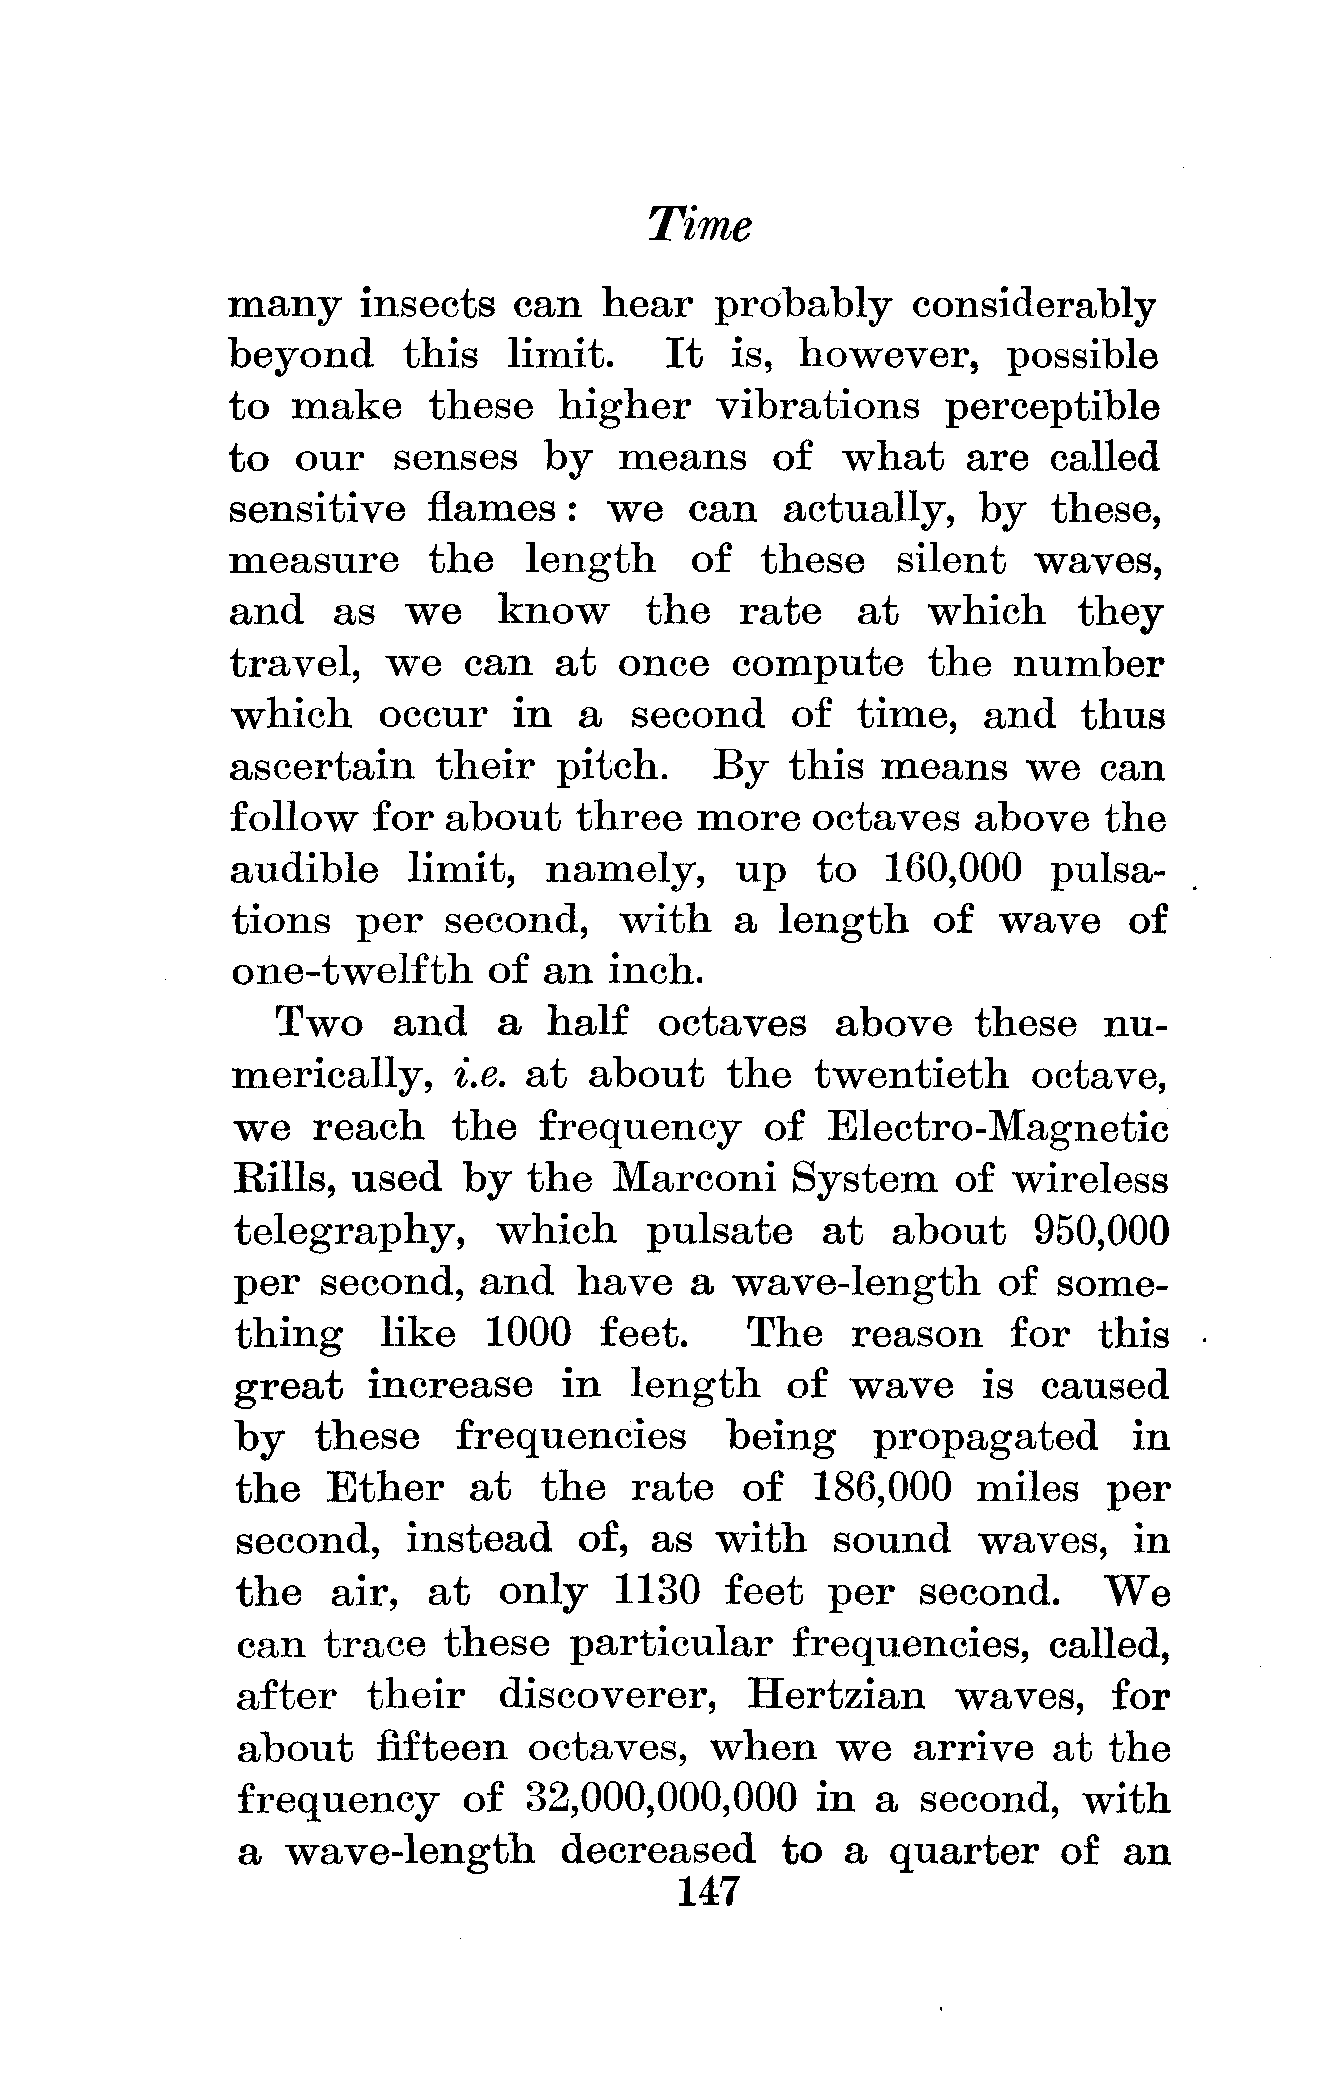 Time
many insects can hear probably considerably
beyond this limit. It is, however, possible
to make these higher vibrations perceptible
to our senses by means of what are called
sensitive flames: we can actually, by these,
measure the length of these silent waves,
and as we know the rate at which they
travel, we can at once compute the number
which occur in a second of time, and thus
ascertain their pitch. By this means we can
follow for about three more octaves above the
audible limit, namely, up to 160,000 pulsa-
tions per second, with a length of wave of
one-twelfth of an inch.
Two and a half octaves above these nu-
merically, i.e. at about the twentieth octave,
we reach the frequency of Electro-Magnetic
Rills, used by the Marconi System of wireless
telegraphy, which pulsate at about 950,000
per second, and have a wave-length of some-
thing like 1000 feet. The reason for this
great increase in length of wave is caused
by these frequencies being propagated in
the Ether at the rate of 186,000 miles per
second, instead of, as with sound waves, in
the air, at only 1130 feet per second. We
can trace these particular frequencies, called,
after their discoverer, Hertzian waves, for
about fifteen octaves, when we arrive at the
frequency of 32,000,000,000 in a second, with
a wave-length decreased to a quarter of an
147